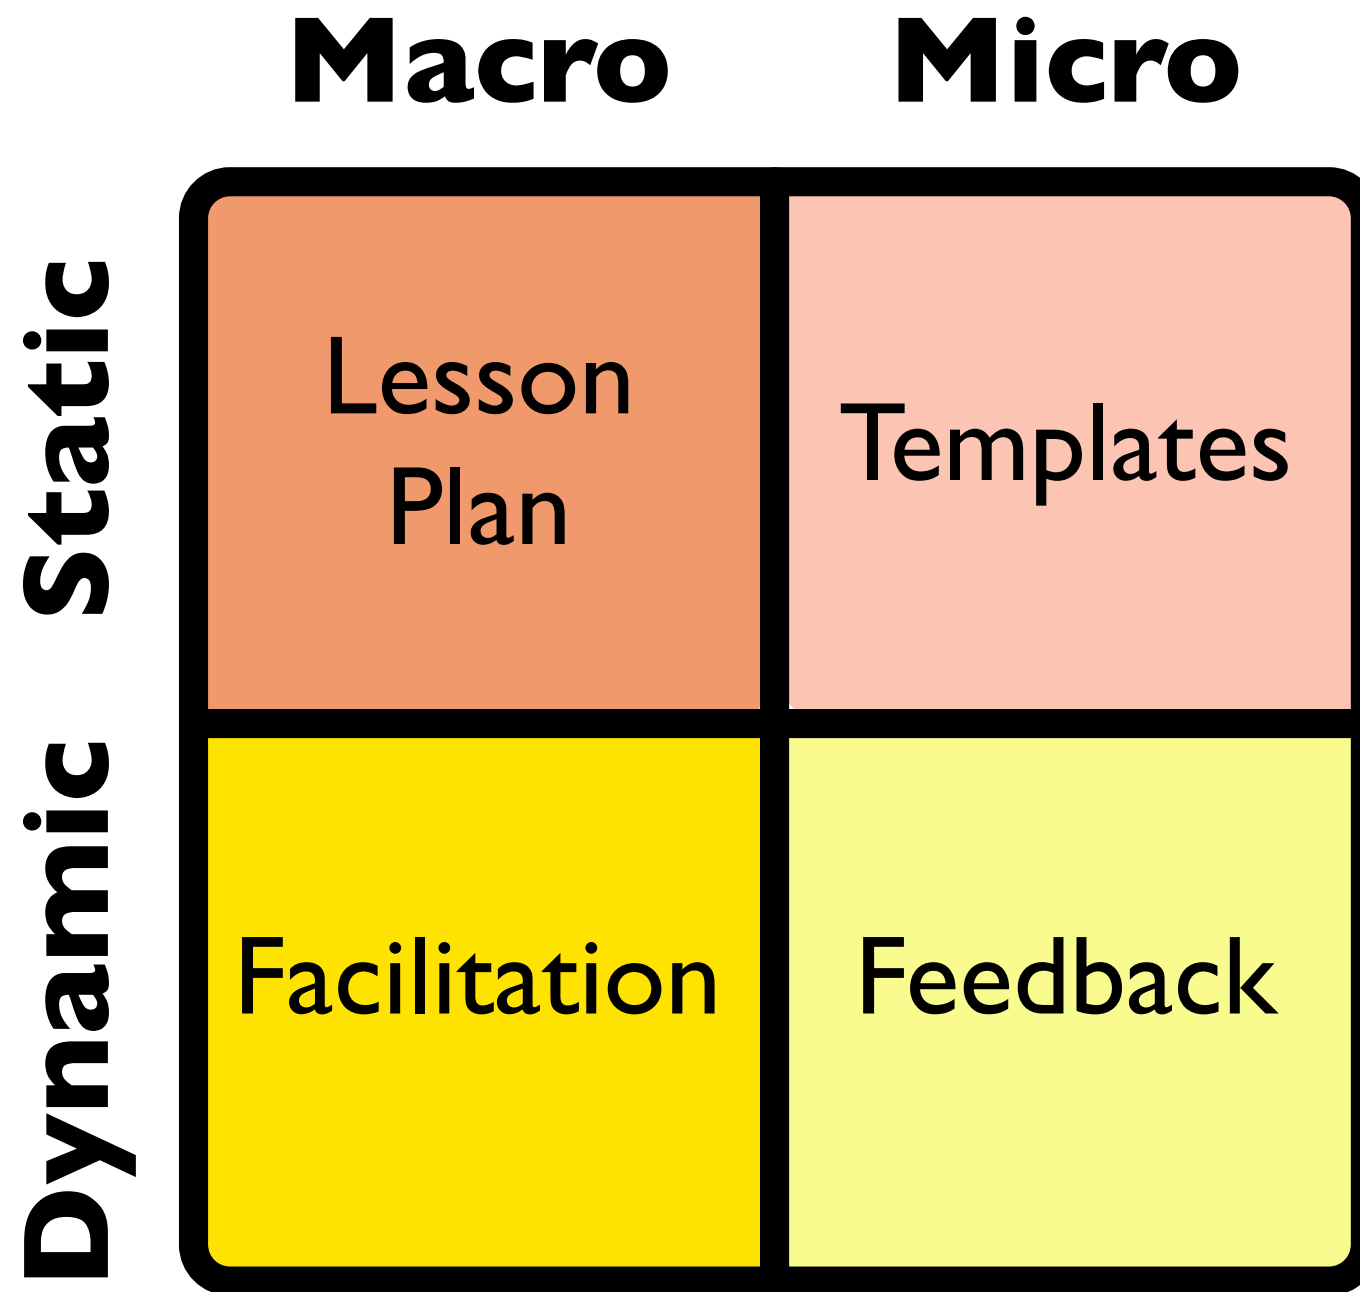 Macro Micro
Static
Lesson
Plan
Templates
Dynamic
Facilitation
Feedback